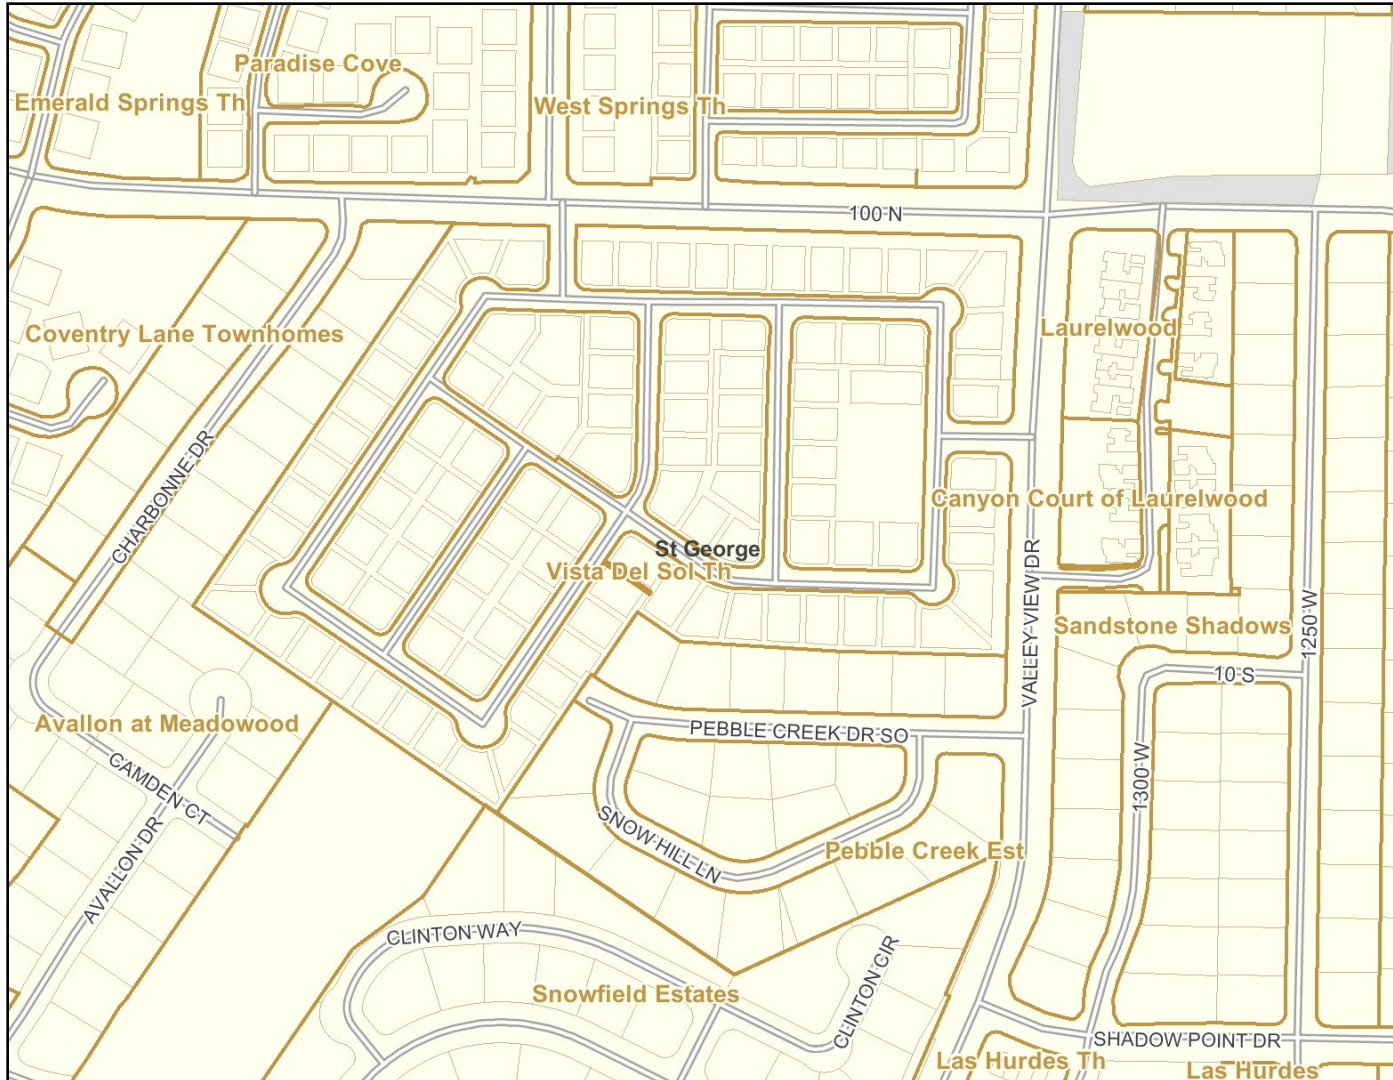 Paradise Cove
Emerald Springs Th
West Springs Th
100 N
Coventry Lane Townhomes
Laurelwood
CHARBONNE DR
Canyon Court of Laurelwood
St George
Vista Del Sol Th
VALLEY VIEW DR
1250 W
Sandstone Shadows
10 S
Avallon at Meadowood
PEBBLE CREEK DR SO
CAMDEN CT
1300 W
SNOW HILL LN
Pebble Creek Est
AVALLON DR
CLINTON WAY
CLINTON CIR
Snowfield Estates
SHADOW POINT DR
Las Hurdes Th
Las Hurdes